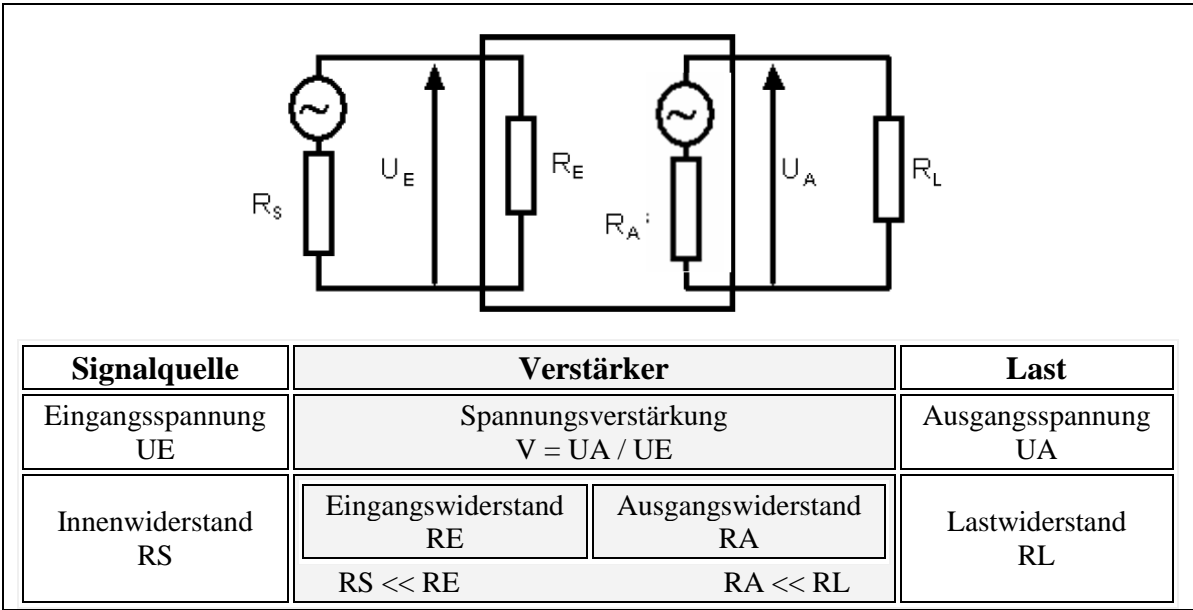 R_S
U_E
R_E
R_A
U_A
R_L
Signalquelle
Verstärker
Last
Eingangsspannung
UE
Spannungsverstärkung
V = UA / UE
Ausgangsspannung
UA
Innenwiderstand
RS
Eingangswiderstand
RE
Ausgangswiderstand
RA
RS << RE
RA << RL
Lastwiderstand
RL